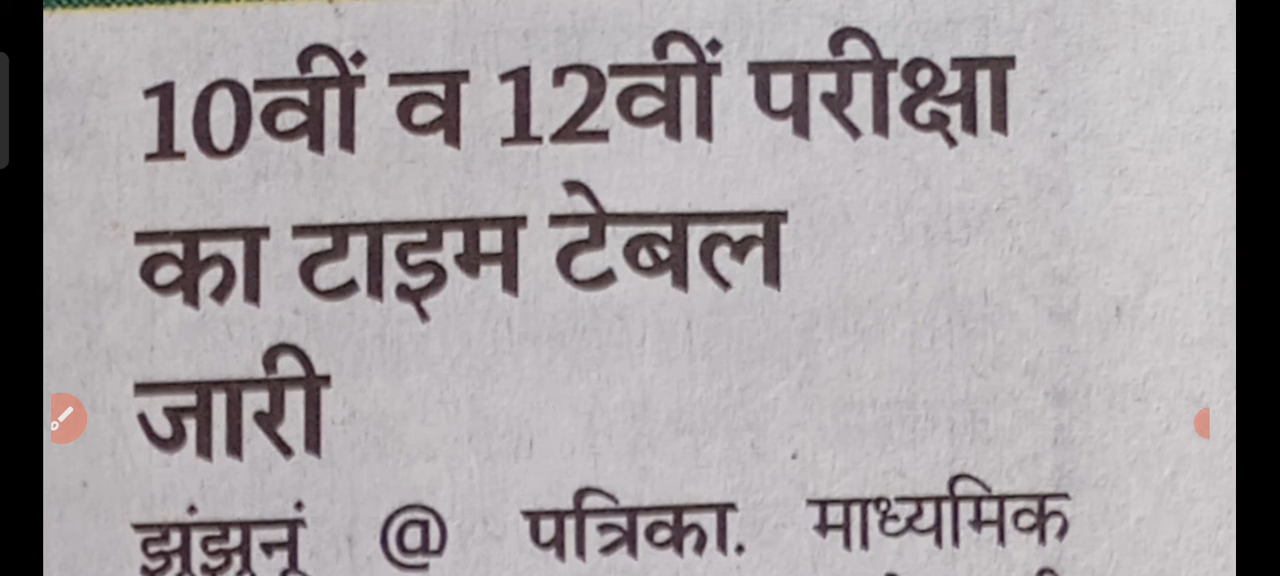 10वीं व 12वीं परीक्षा
का टाइम टेबल
जारी
झुंझुनूं @ पत्रिका. माध्यमिक